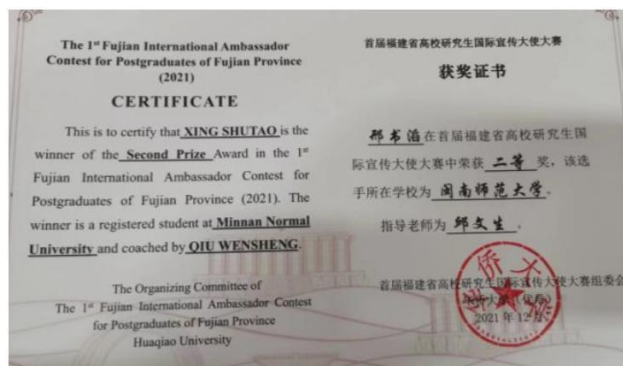 The 1st Fujian International Ambassador
Contest for Postgraduates of Fujian Province
(2021)
CERTIFICATE
This is to certify that XING SHUTAO is the
winner of the Second Prize Award in the 1st
Fujian International Ambassador Contest for
Postgraduates of Fujian Province (2021). The
winner is a registered student at Minnan Normal
University and coached by QIU WENSHENG.
The Organizing Committee of
The 1st Fujian International Ambassador Contest
for Postgraduates of Fujian Province
Huaqiao University
首届福建省高校研究生国际宣传大使大赛
获奖证书
邢书滔在首届福建省高校研究生国
际宣传大使大赛中荣获 二等 奖,该选
手所在学校为 闽南师范大学。
指导老师为 邱文生。
首届福建省高校研究生国际宣传大使大赛组委会
2021年12月